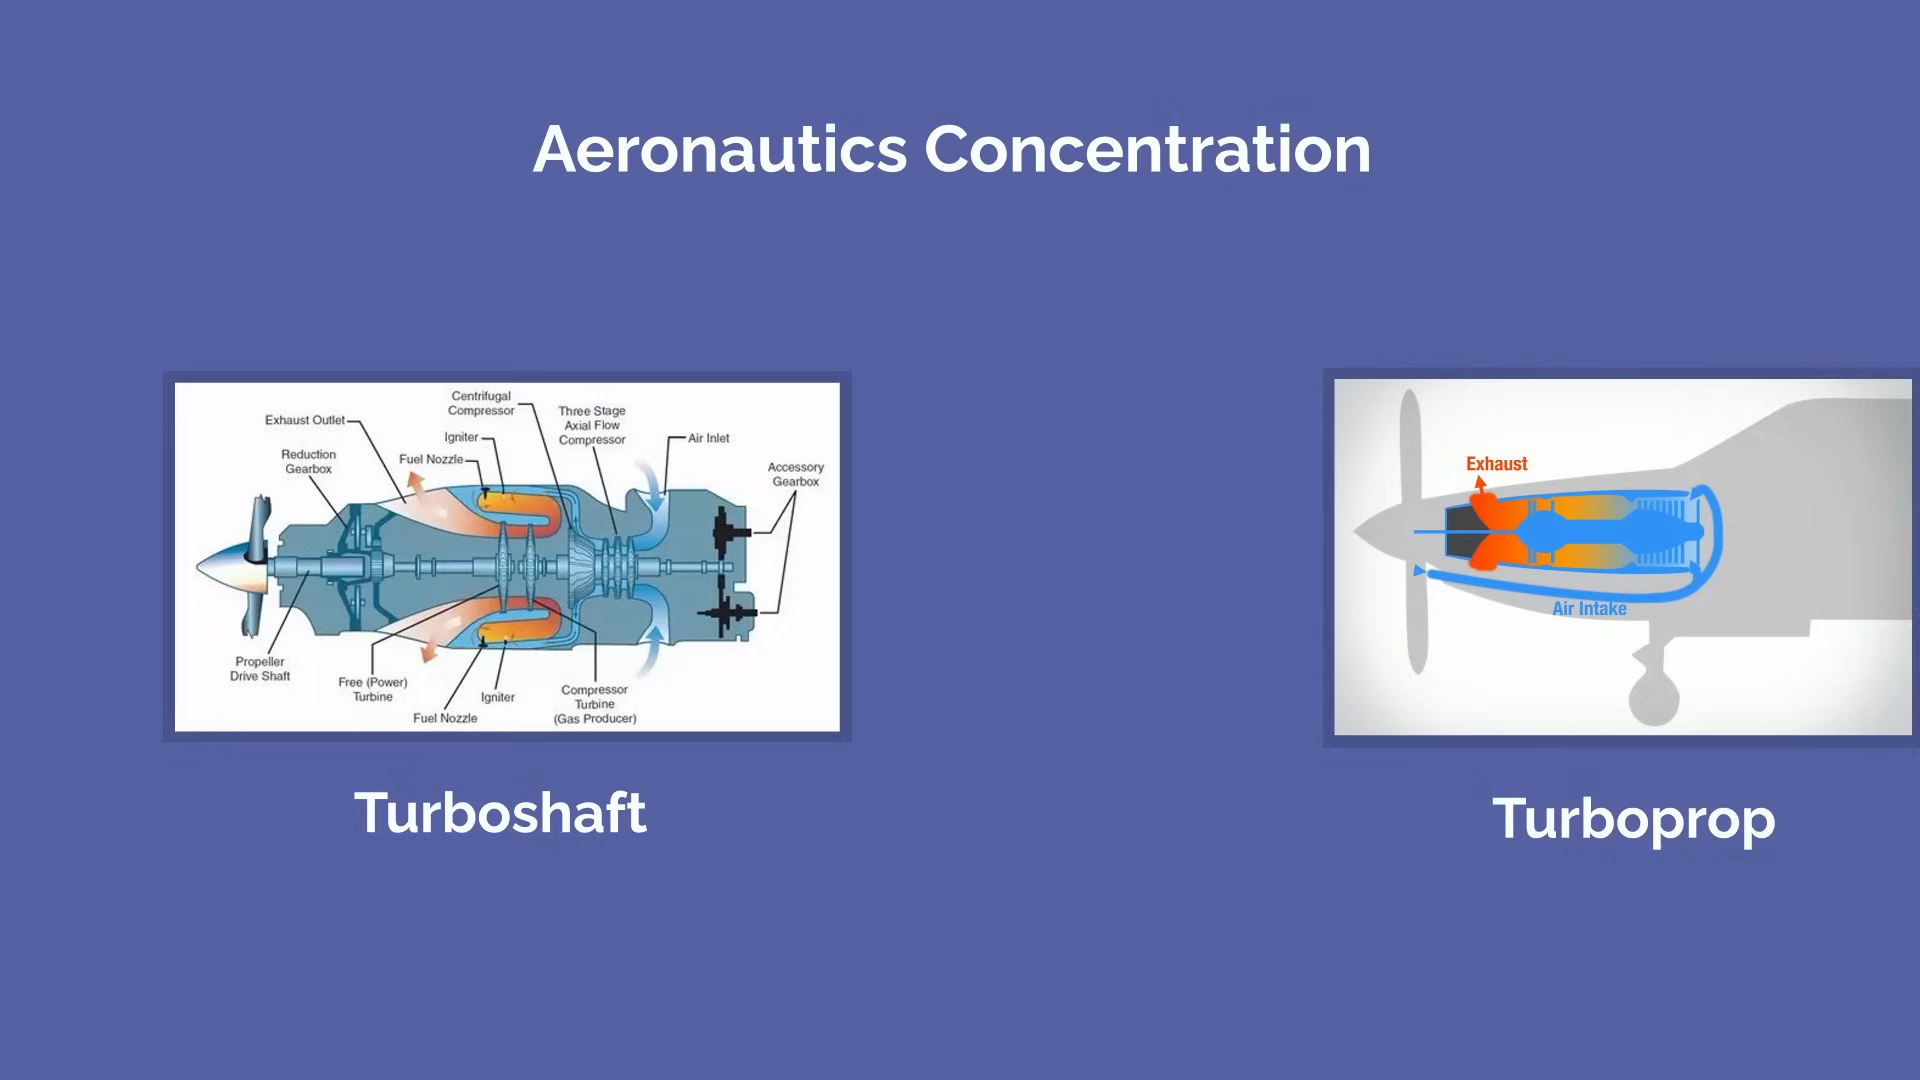 Aeronautics Concentration
Centrifugal
Compressor
Three Stage
Axial Flow
Compressor
Exhaust Outlet
Igniter
Air Inlet
Reduction
Gearbox
Fuel Nozzle
Accessory
Gearbox
Propeller
Drive Shaft
Free (Power)
Turbine
Igniter
Fuel Nozzle
Compressor
Turbine
(Gas Producer)
Turboshaft
Exhaust
Air Intake
Turboprop